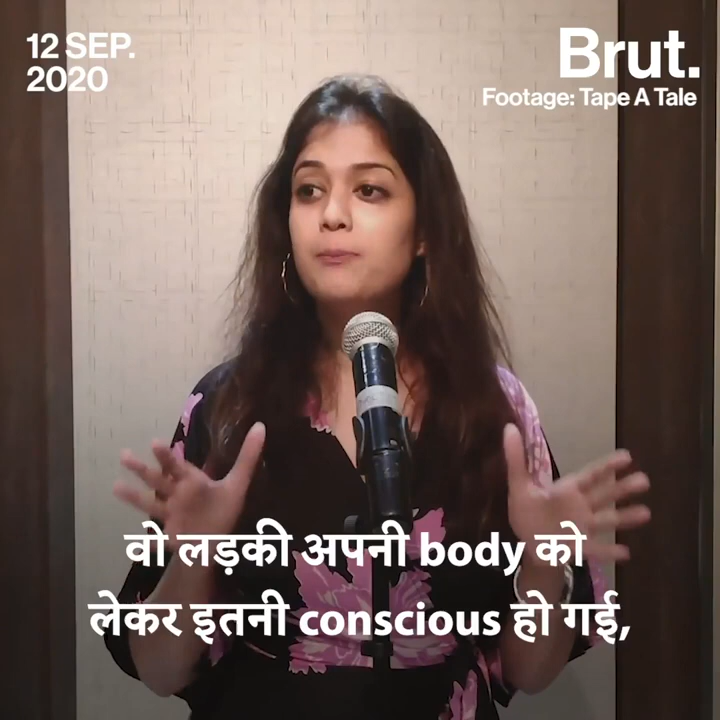 12 SEP.
2020
Brut.
Footage: Tape A Tale
वो लड़की अपनी body को
लेकर इतनी conscious हो गई,